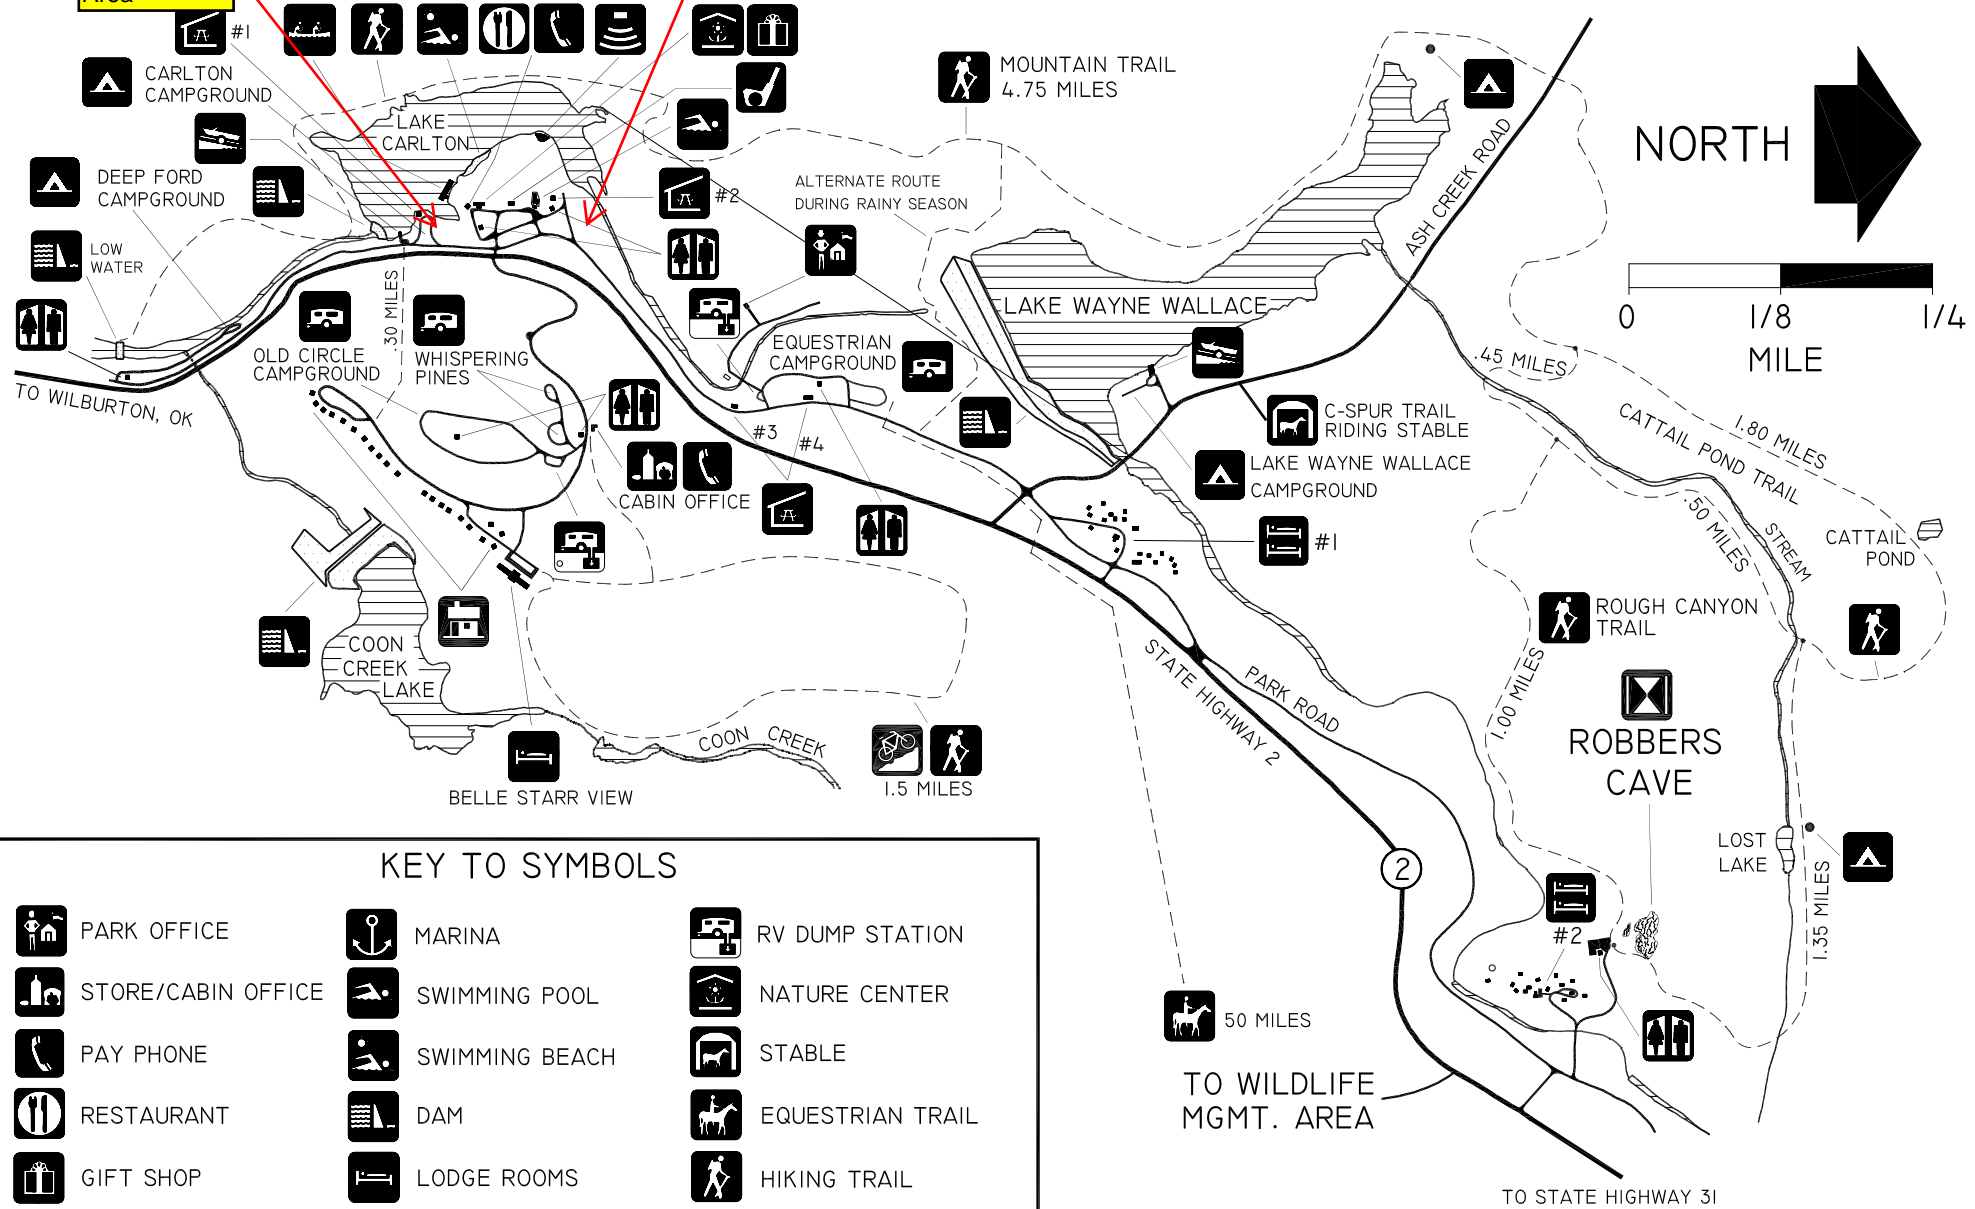 Area
#1
CARLTON
CAMPGROUND
LAKE
CARLTON
DEEP FORD
CAMPGROUND
LOW
WATER
#2
MOUNTAIN TRAIL
4.75 MILES
ALTERNATE ROUTE
DURING RAINY SEASON
ASH CREEK ROAD
NORTH
0 1/8 1/4
MILE
TO WILBURTON, OK
.30 MILES
OLD CIRCLE
CAMPGROUND
WHISPERING
PINES
EQUESTRIAN
CAMPGROUND
LAKE WAYNE WALLACE
.45 MILES
#3
#4
CABIN OFFICE
C-SPUR TRAIL
RIDING STABLE
LAKE WAYNE WALLACE
CAMPGROUND
#1
CATTAIL POND TRAIL
1.80 MILES
.50 MILES
STREAM
CATTAIL
POND
ROUGH CANYON
TRAIL
1.00 MILES
ROBBERS
CAVE
COON
CREEK
LAKE
COON CREEK
BELLE STARR VIEW
1.5 MILES
STATE HIGHWAY 2
PARK ROAD
2
LOST
LAKE
1.35 MILES
#2
50 MILES
TO WILDLIFE
MGMT. AREA
TO STATE HIGHWAY 31
KEY TO SYMBOLS
PARK OFFICE
STORE/CABIN OFFICE
PAY PHONE
RESTAURANT
GIFT SHOP
MARINA
SWIMMING POOL
SWIMMING BEACH
DAM
LODGE ROOMS
RV DUMP STATION
NATURE CENTER
STABLE
EQUESTRIAN TRAIL
HIKING TRAIL